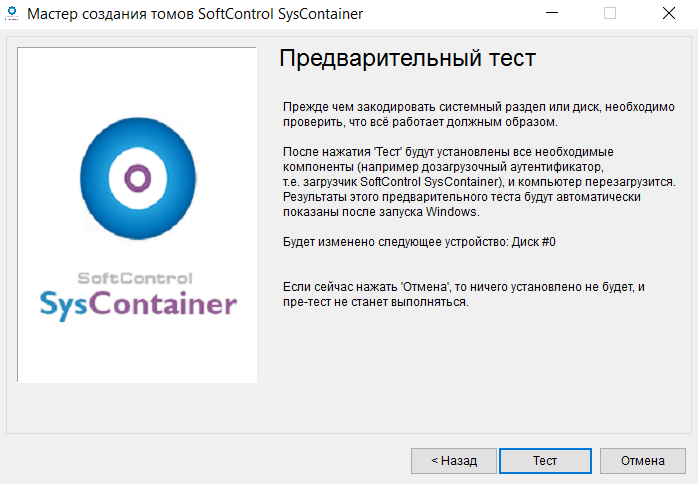 Мастер создания томов SoftControl SysContainer
Предварительный тест
Прежде чем закодировать системный раздел или диск, необходимо
проверить, что всё работает должным образом.
После нажатия 'Тест' будут установлены все необходимые
компоненты (например дозагрузочный аутентификатор,
т.е. загрузчик SoftControl SysContainer), и компьютер перезагрузится.
Результаты этого предварительного теста будут автоматически
показаны после запуска Windows.
Будет изменено следующее устройство: Диск #0
Если сейчас нажать 'Отмена', то ничего установлено не будет, и
пре-тест не станет выполняться.
SoftControl
SysContainer
< Назад
Тест
Отмена